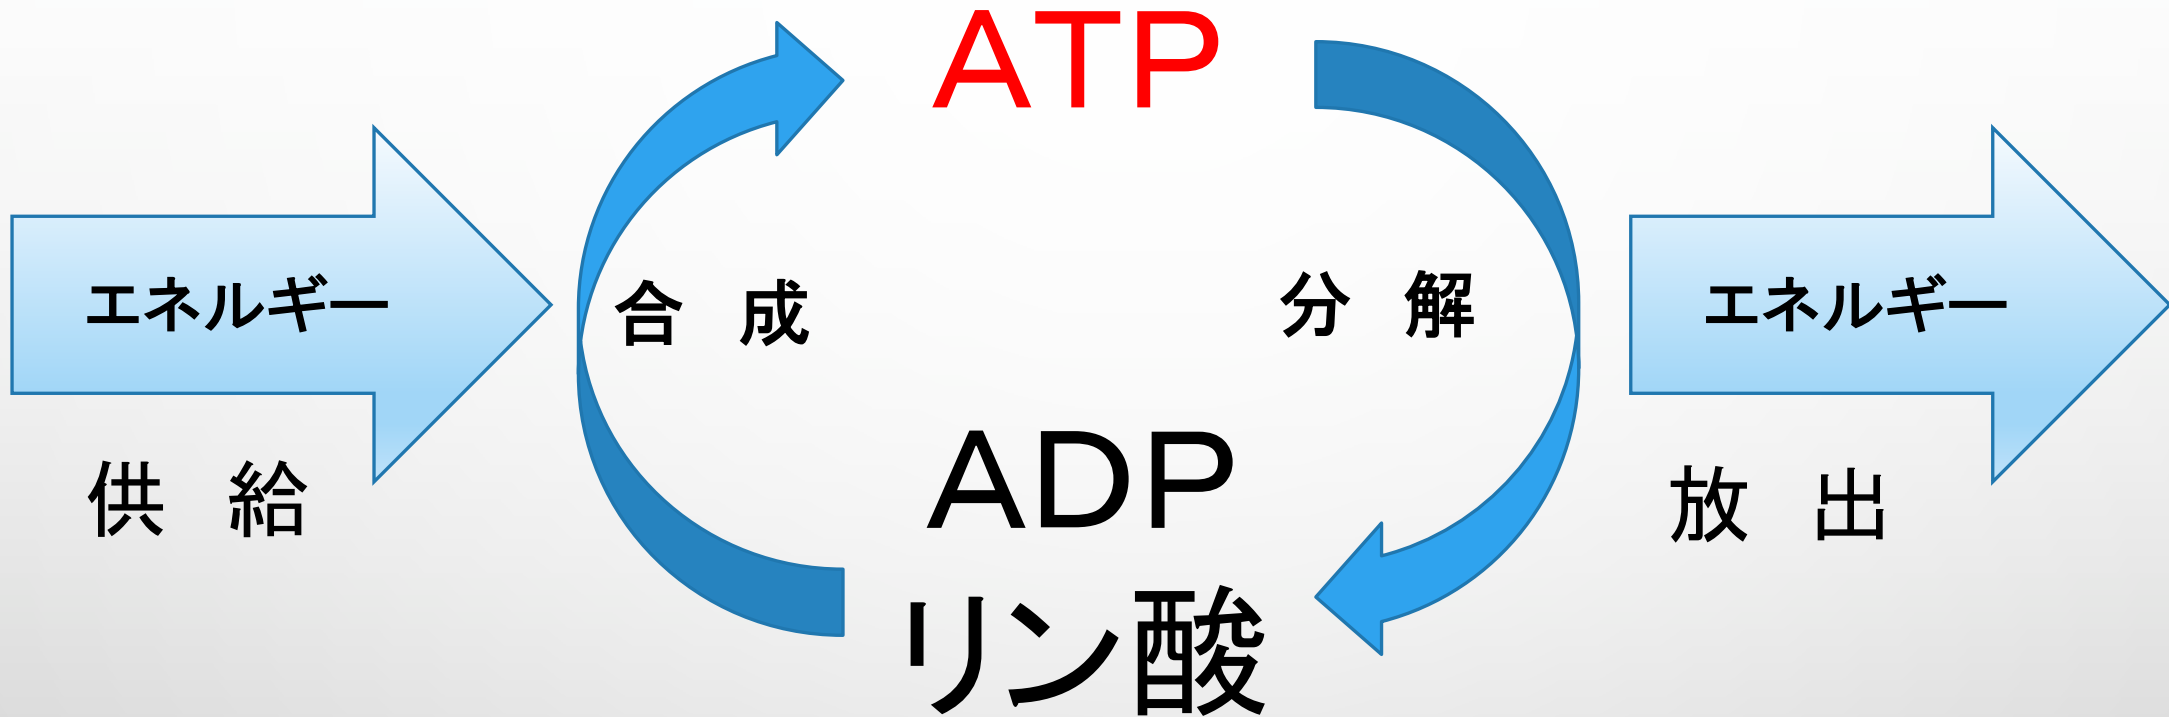 ATP
エネルギー
合 成
分 解
エネルギー
供 給
ADP
放 出
リン酸